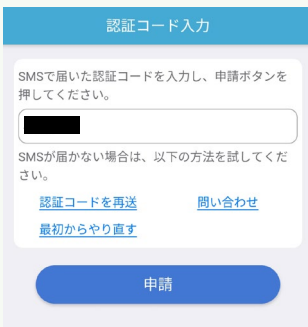 認証コード入力
SMSで届いた認証コードを入力し、申請ボタンを
押してください。
SMSが届かない場合は、以下の方法を試してくだ
さい。
認証コードを再送 問い合わせ
最初からやり直す
申請